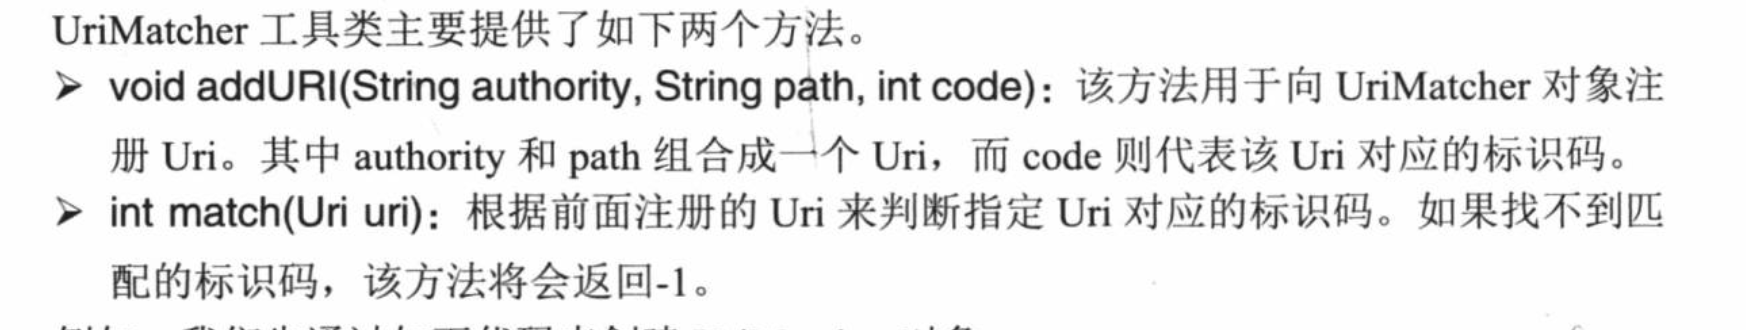 UriMatcher 工具类主要提供了如下两个方法。
➢ void addURI(String authority, String path, int code)：该方法用于向 UriMatcher 对象注
册 Uri。其中 authority 和 path 组合成一个 Uri，而 code 则代表该 Uri 对应的标识码。
➢ int match(Uri uri)：根据前面注册的 Uri 来判断指定 Uri 对应的标识码。如果找不到匹
配的标识码，该方法将会返回-1。